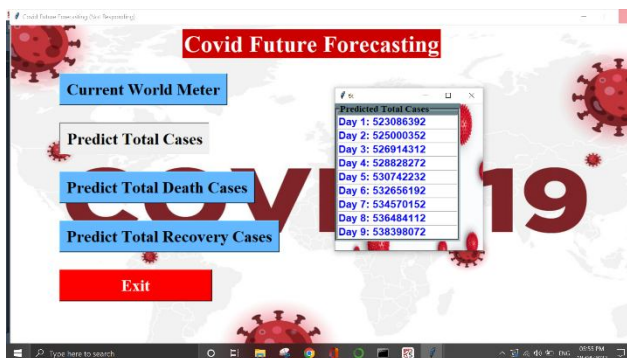 Covid Future Forecasting (Not Responding)
Covid Future Forecasting
Current World Meter
Predict Total Cases
Predict Total Death Cases
Predict Total Recovery Cases
Exit
Predicted Total Cases
Day 1: 523086392
Day 2: 525000352
Day 3: 526914312
Day 4: 528828272
Day 5: 530742232
Day 6: 532656192
Day 7: 534570152
Day 8: 536484112
Day 9: 538398072
COVI 19
Type here to search
ENG